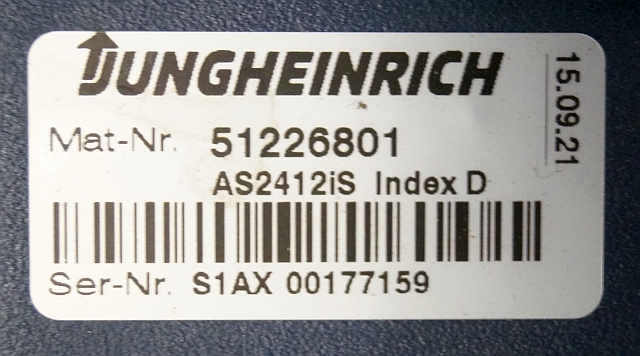 JUNGHEINRICH
Mat-Nr. 51226801
AS2412iS Index D
Ser-Nr. S1AX 00177159
15.09.21